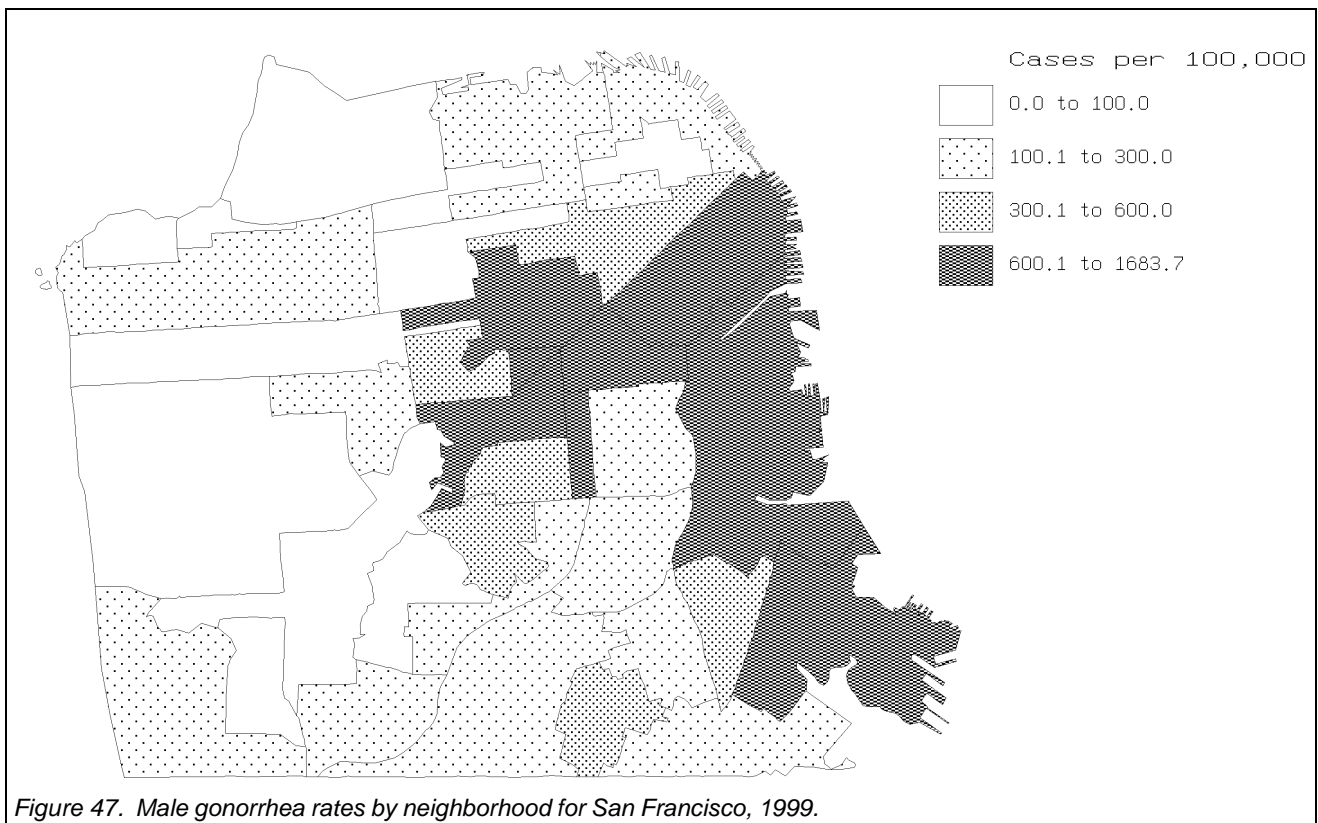 Cases per 100,000
0.0 to 100.0
100.1 to 300.0
300.1 to 600.0
600.1 to 1683.7
Figure 47. Male gonorrhea rates by neighborhood for San Francisco, 1999.